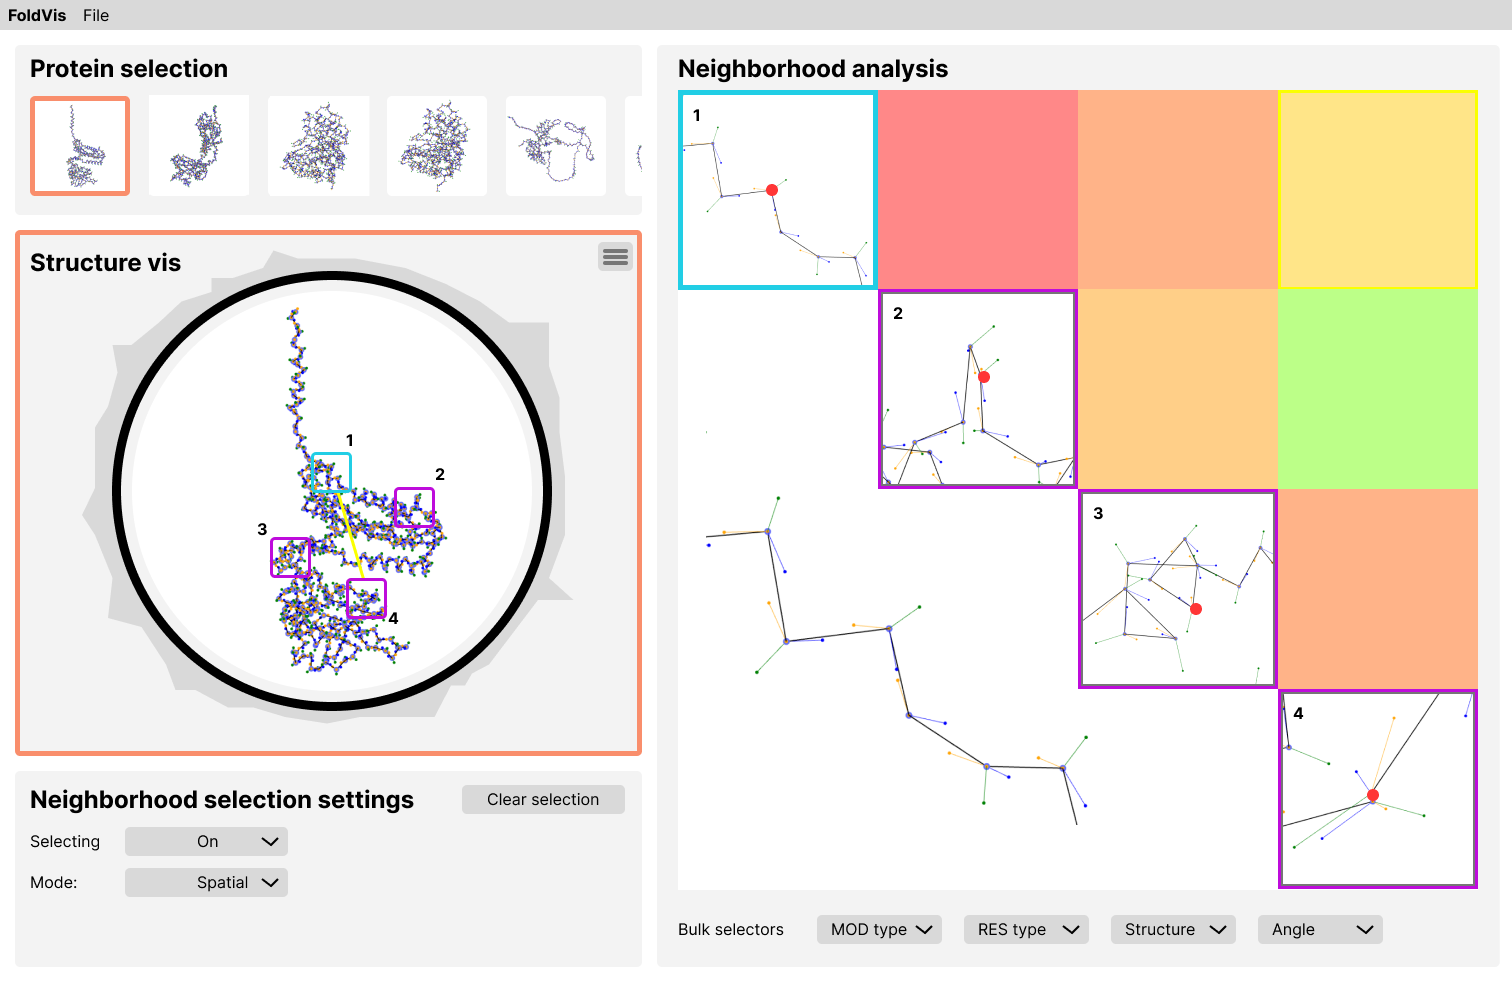 FoldVis File
Protein selection
Structure vis
1
2
3
4
Neighborhood selection settings
Clear selection
Selecting On
Mode: Spatial
Neighborhood analysis
1
2
3
4
Bulk selectors MOD type RES type Structure Angle